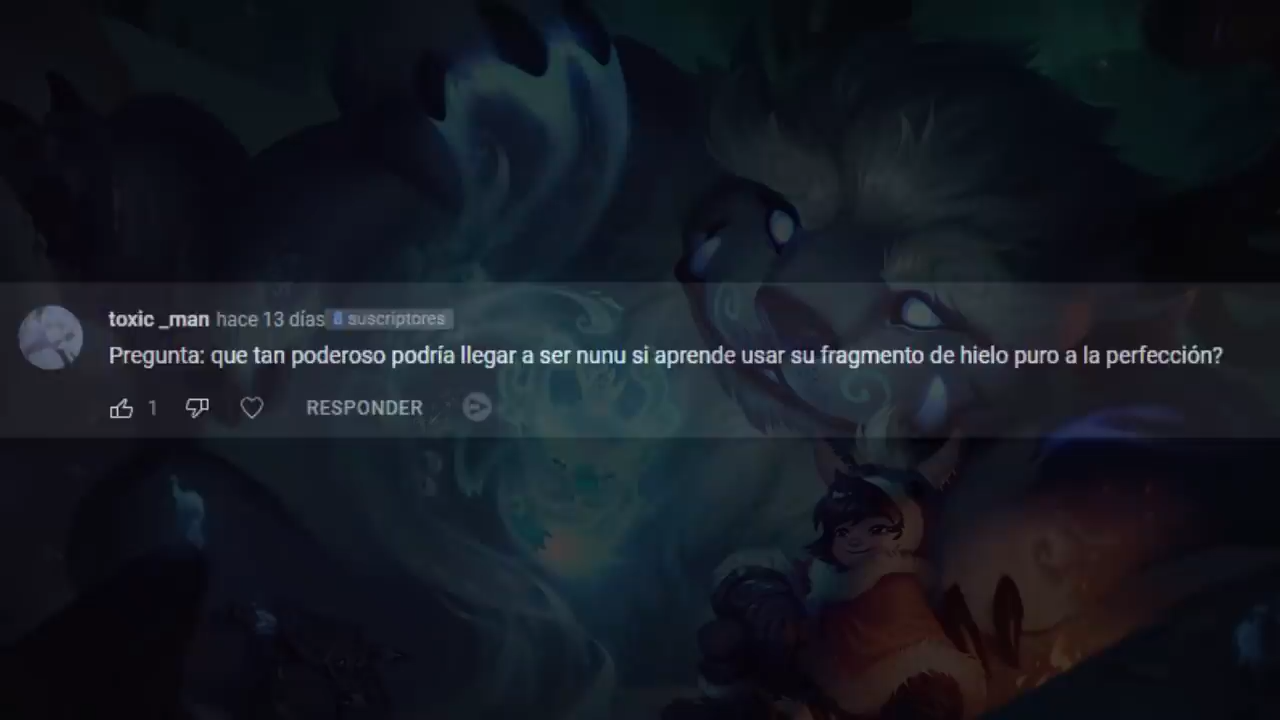 toxic _man hace 13 días 8 suscriptores
Pregunta: que tan poderoso podría llegar a ser nunu si aprende usar su fragmento de hielo puro a la perfección?
1 RESPONDER